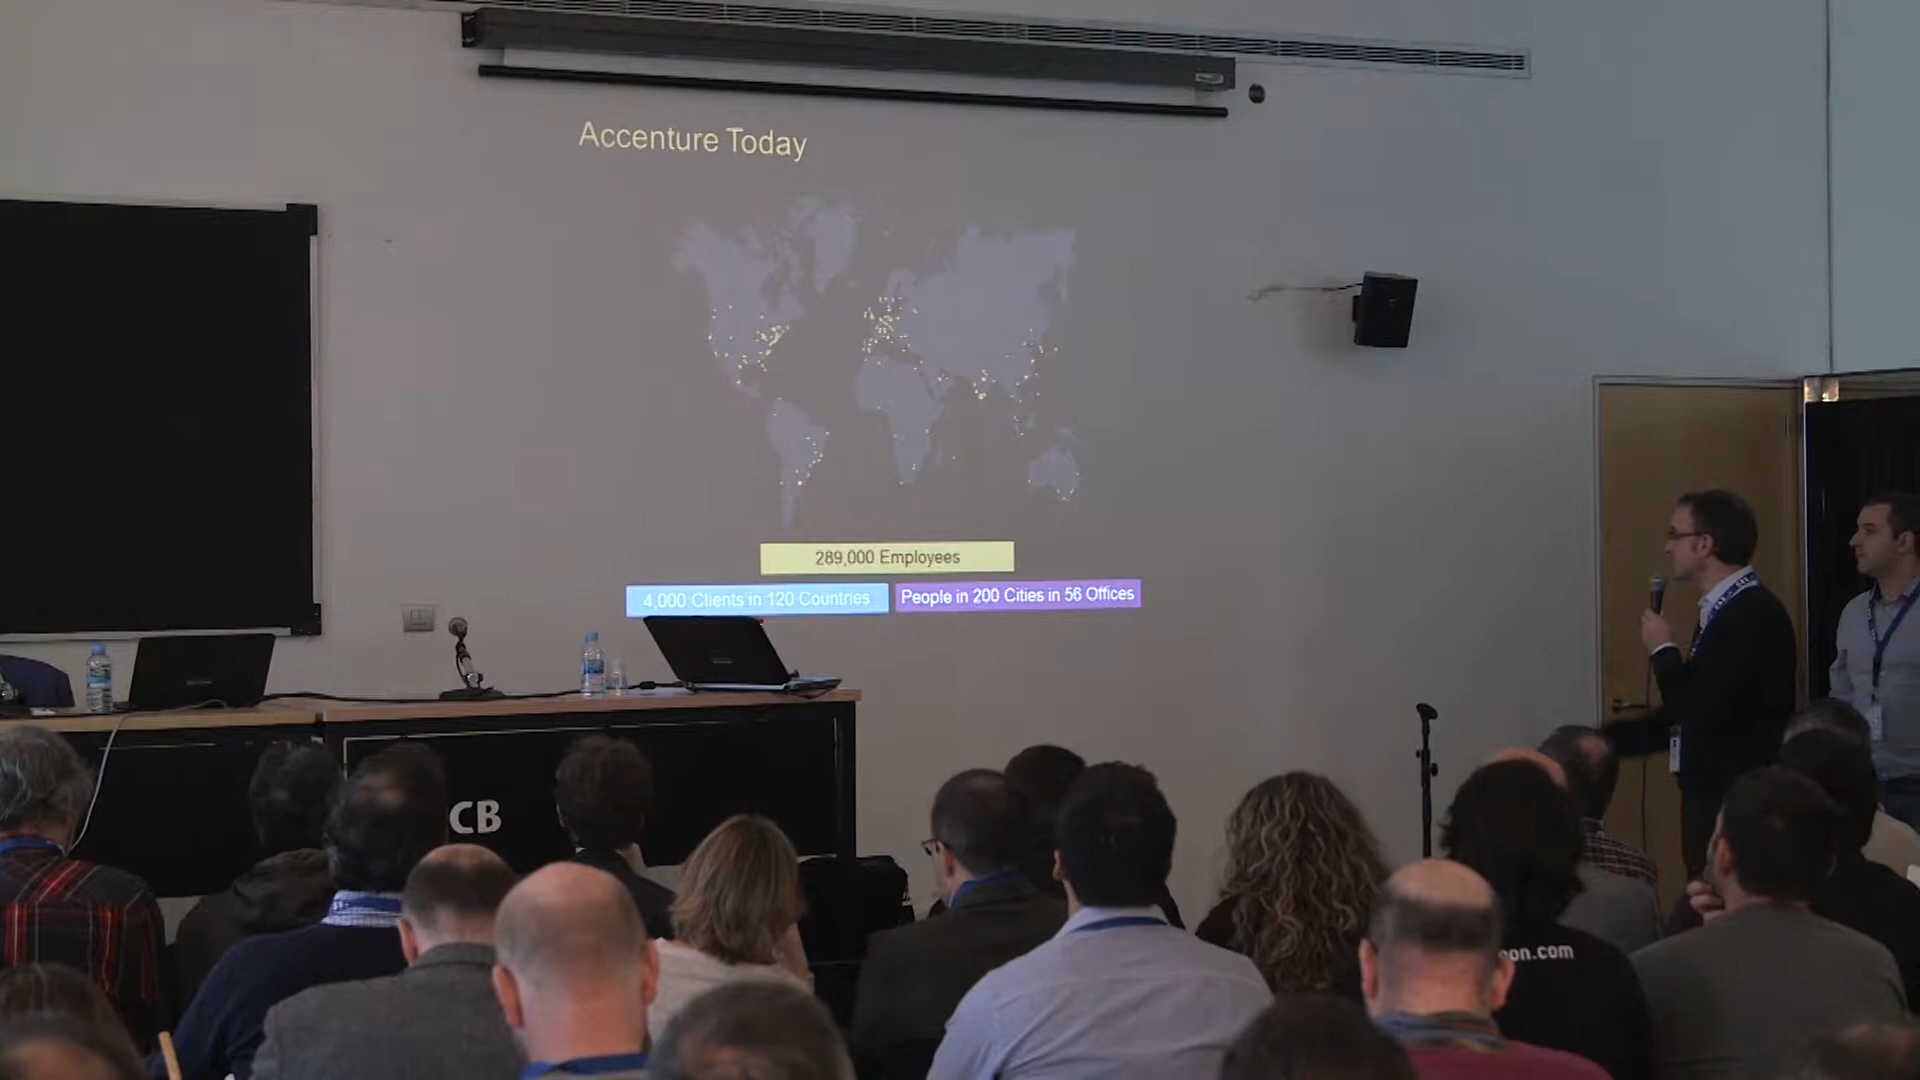 Accenture Today
289,000 Employees
4,000 Clients in 120 Countries
People in 200 Cities in 56 Offices
CB
on.com